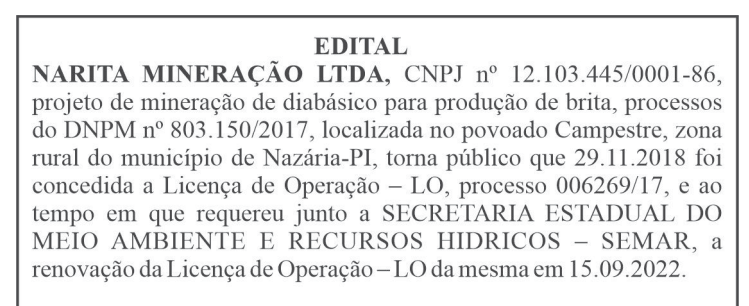 EDITAL
NARITA MINERAÇÃO LTDA, CNPJ nº 12.103.445/0001-86,
projeto de mineração de diabásico para produção de brita, processos
do DNPM nº 803.150/2017, localizada no povoado Campestre, zona
rural do município de Nazária-PI, torna público que 29.11.2018 foi
concedida a Licença de Operação – LO, processo 006269/17, e ao
tempo em que requereu junto a SECRETARIA ESTADUAL DO
MEIO AMBIENTE E RECURSOS HIDRICOS – SEMAR, a
renovação da Licença de Operação – LO da mesma em 15.09.2022.